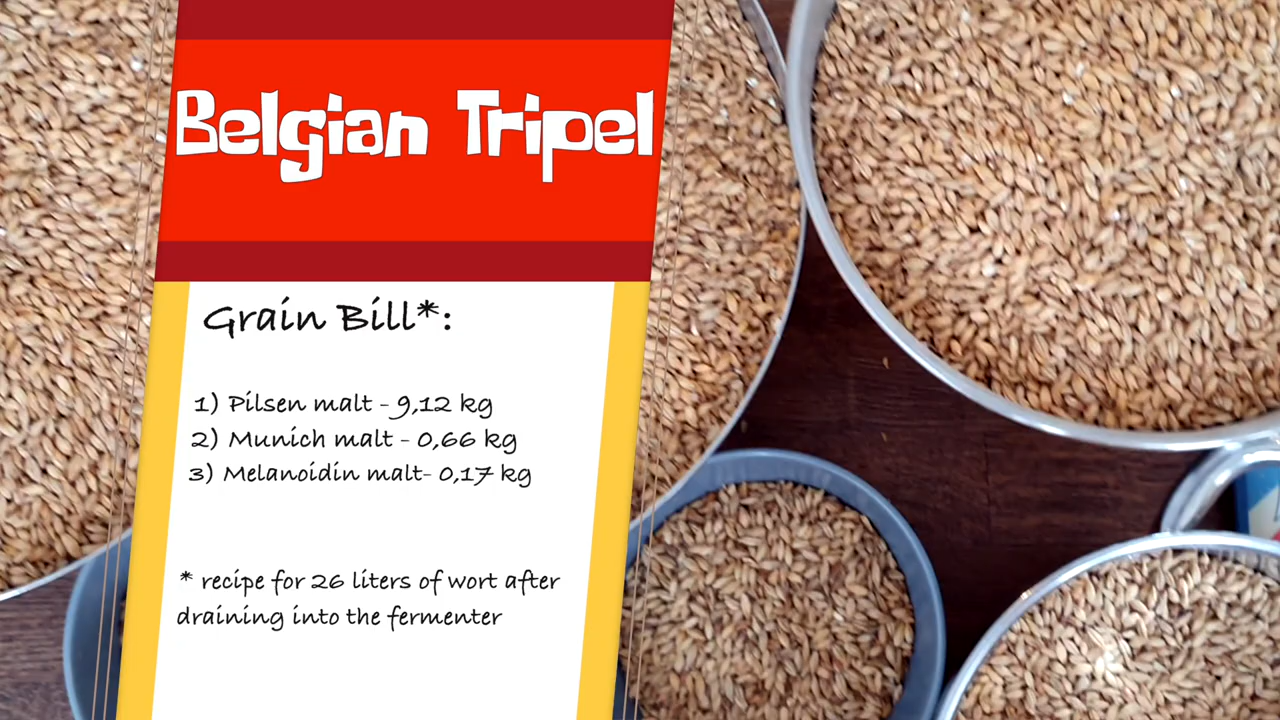 Belgian Tripel
Grain Bill*:
1) Pilsen malt - 9,12 kg
2) Munich malt - 0,66 kg
3) Melanoidin malt- 0,17 kg
* recipe for 26 liters of wort after
draining into the fermenter